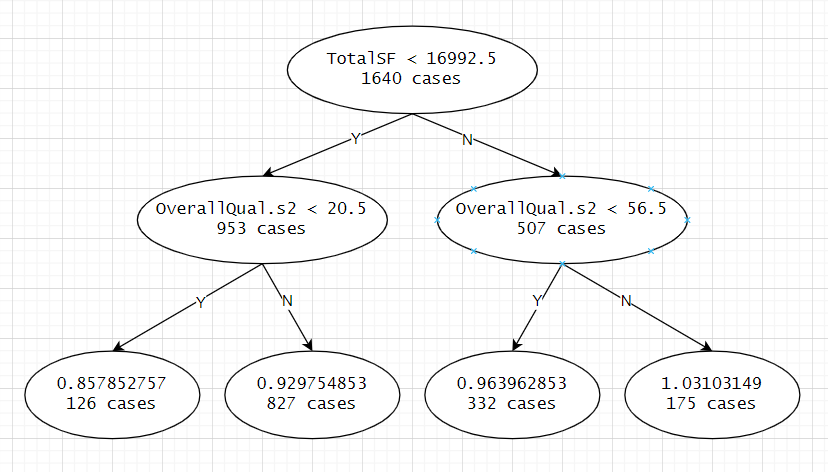 TotalSF < 16992.5
1640 cases
Y
N
OverallQual.s2 < 20.5
953 cases
OverallQual.s2 < 56.5
507 cases
Y
N
Y
N
0.857852757
126 cases
0.929754853
827 cases
0.963962853
332 cases
1.03103149
175 cases